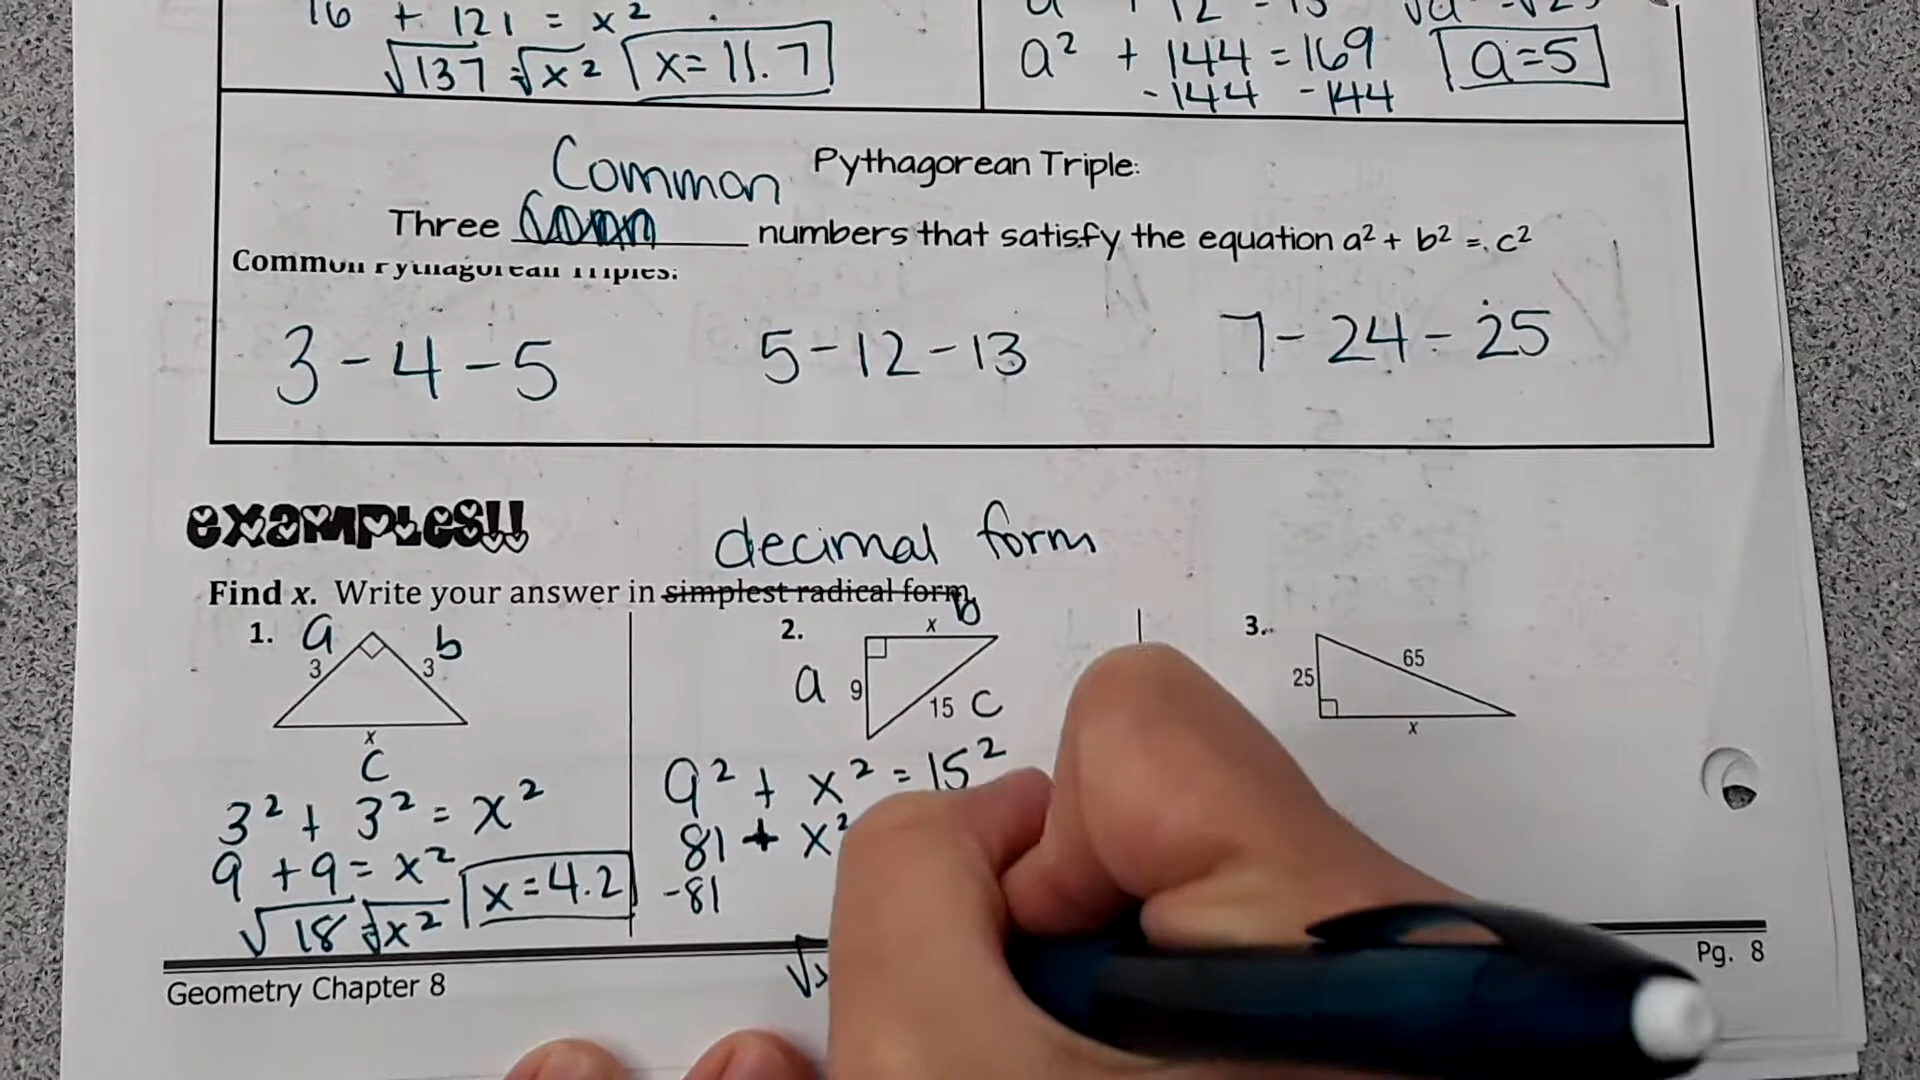 16 + 121 = x²
√137 = √x² x = 11.7
a² + 144 = 169 a=5
-144 -144
Common Pythagorean Triple:
Three numbers that satisfy the equation a² + b² = c²
Common Pythagorean Triples:
3-4-5 5-12-13 7-24-25
examples!!
decimal form
Find x. Write your answer in simplest radical form.
1. a b 3 3 x c
3² + 3² = x²
9 + 9 = x²
√18 = √x² x = 4.2
2. x b a 9 15 c
9² + x² = 15²
81 + x²
-81
3. 25 65 x
Geometry Chapter 8
Pg. 8